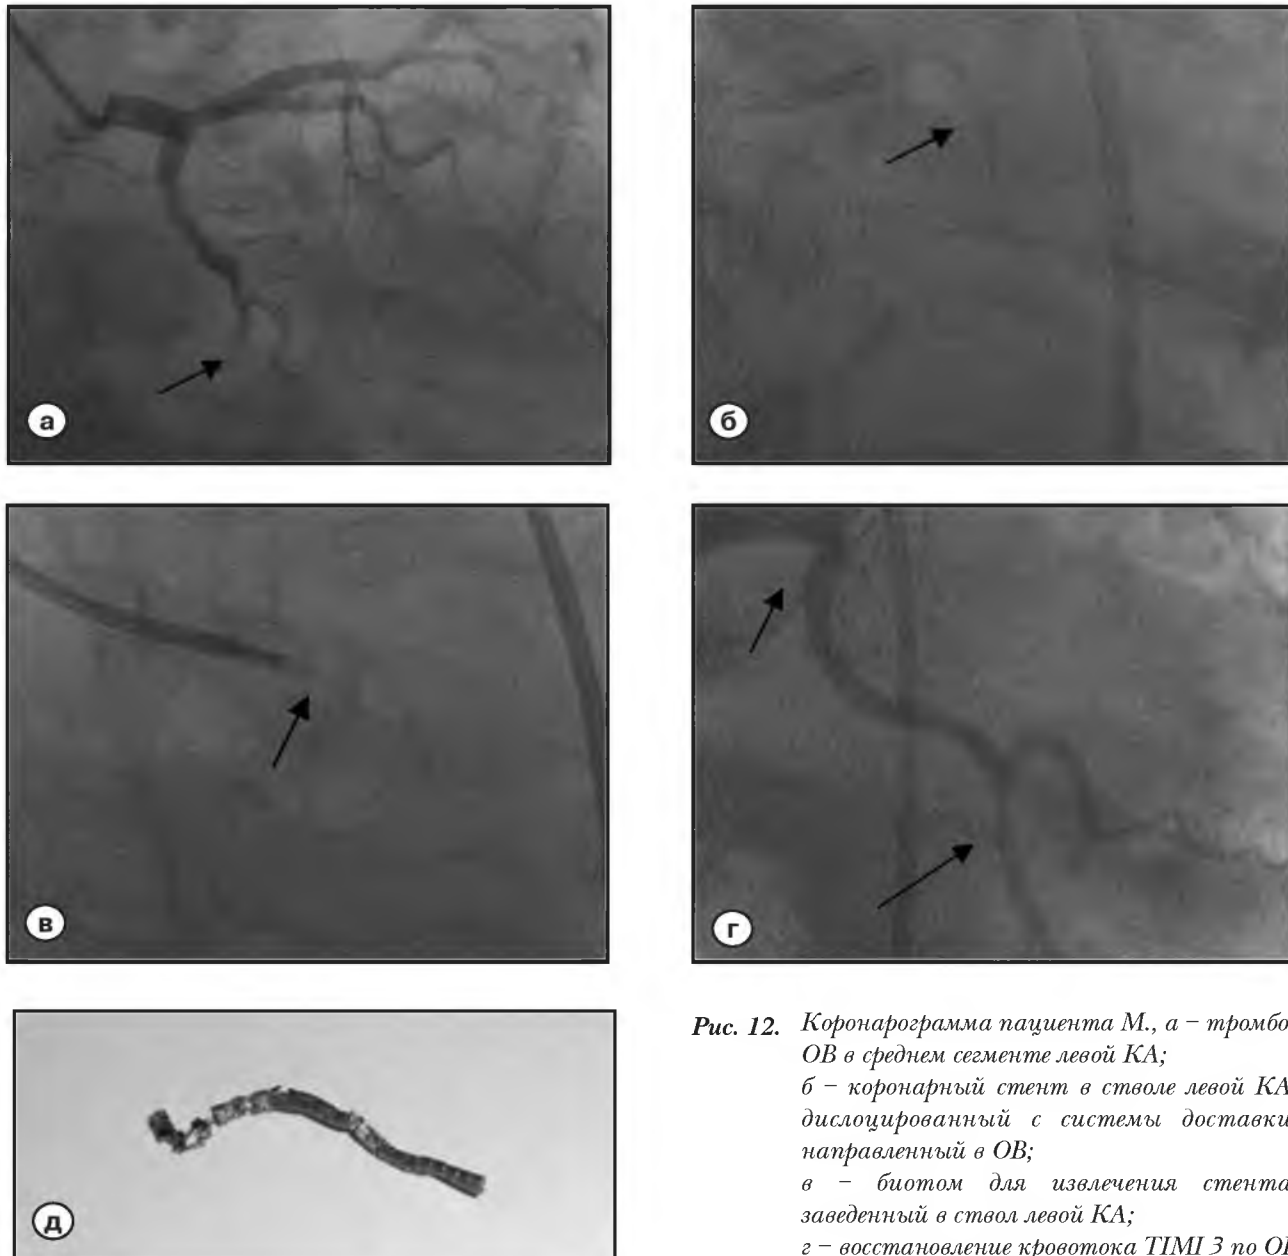 а
б
в
г
д
Рис. 12. Коронарограмма пациента М., а – тромбо
ОВ в среднем сегменте левой КА;
б – коронарный стент в стволе левой КА
дислоцированный с системы доставки
направленный в ОВ;
в – биотом для извлечения стента
заведенный в ствол левой КА;
г – восстановление кровотока TIMI 3 по